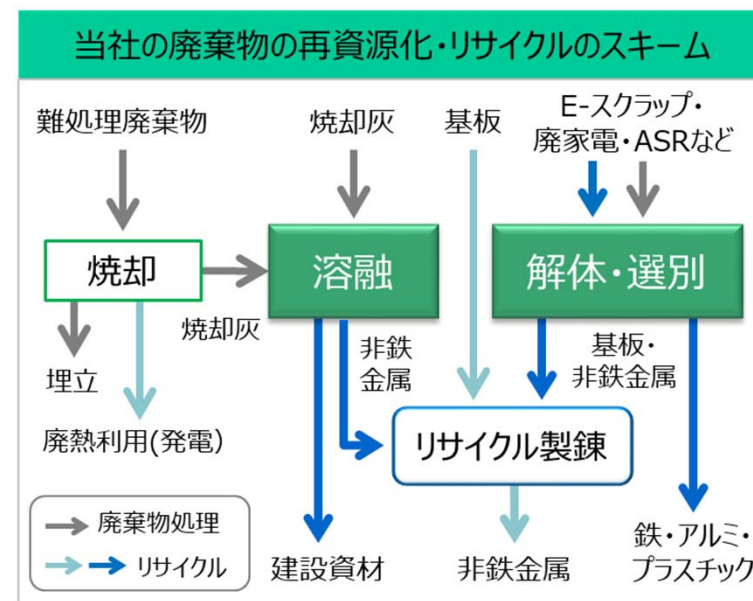 当社の廃棄物の再資源化・リサイクルのスキーム
難処理廃棄物
焼却灰
基板
E-スクラップ・
廃家電・ASRなど
焼却
溶融
解体・選別
焼却灰
非鉄
金属
基板・
非鉄金属
埋立
廃熱利用(発電)
リサイクル製錬
廃棄物処理
リサイクル
建設資材
非鉄金属
鉄・アルミ・
プラスチック